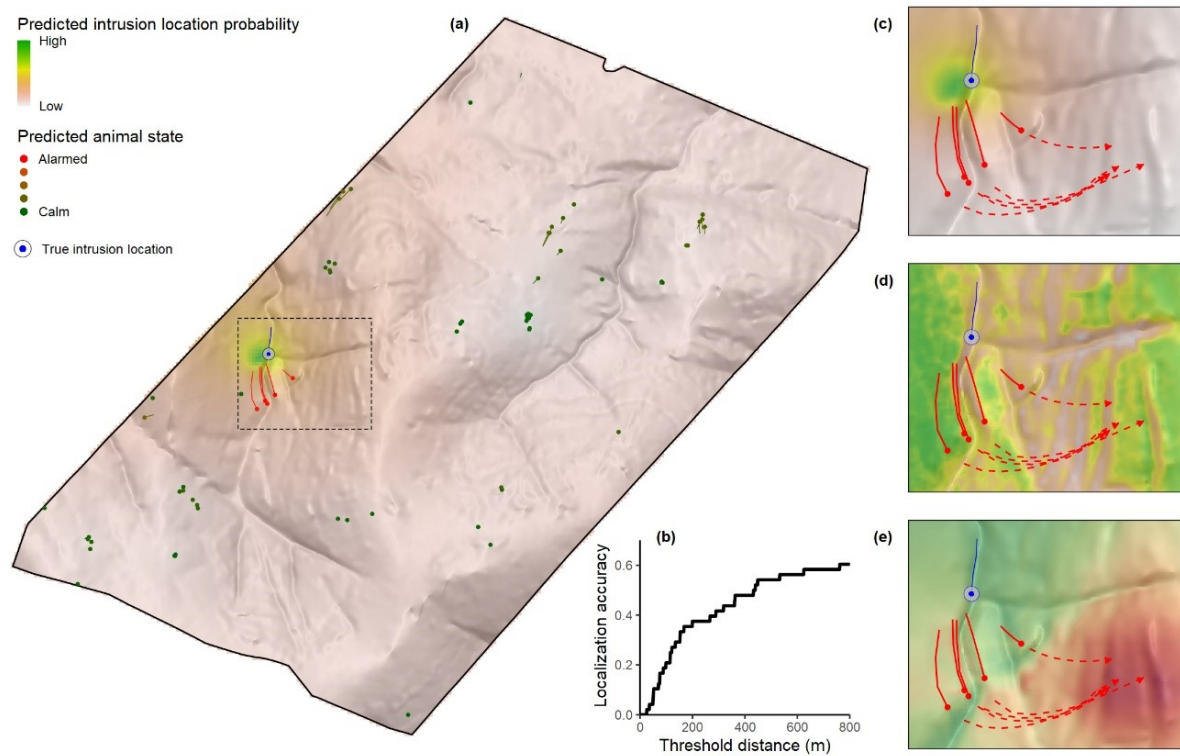 Predicted intrusion location probability
High
Low
Predicted animal state
Alarmed
Calm
True intrusion location
(a)
(b)
0.6
0.4
0.2
0.0
Localization accuracy
0 200 400 600 800
Threshold distance (m)
(c)
(d)
(e)